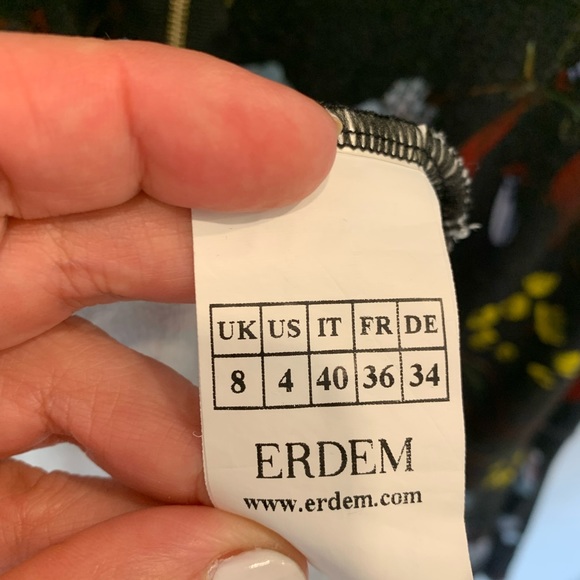 UK US IT FR DE
8 4 40 36 34
ERDEM
www.erdem.com